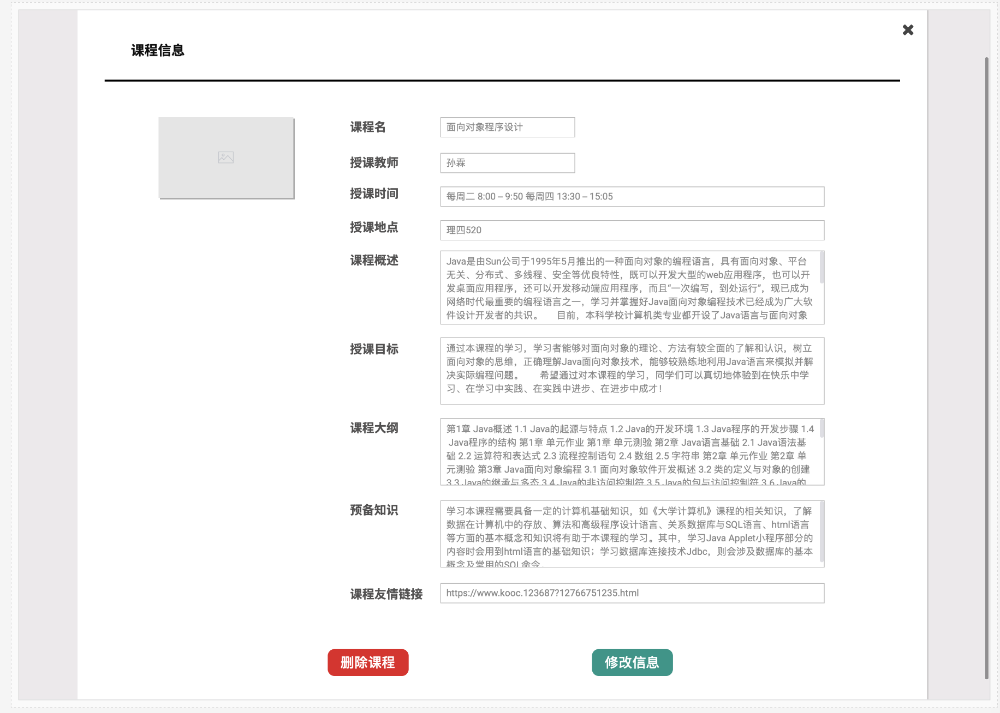 课程信息
课程名
面向对象程序设计
授课教师
孙霖
授课时间
每周二 8:00 – 9:50 每周四 13:30 – 15:05
授课地点
理四520
课程概述
Java是由Sun公司于1995年5月推出的一种面向对象的编程语言，具有面向对象、平台
无关、分布式、多线程、安全等优良特性，既可以开发大型的web应用程序，也可以开
发桌面应用程序，还可以开发移动端应用程序，而且“一次编写，到处运行”，现已成为
网络时代最重要的编程语言之一，学习并掌握好Java面向对象编程技术已经成为广大软
件设计开发者的共识。 目前，本科学校计算机类专业都开设了Java语言与面向对象
授课目标
通过本课程的学习，学习者能够对面向对象的理论、方法有较全面的了解和认识，树立
面向对象的思维，正确理解Java面向对象技术，能够较熟练地利用Java语言来模拟并解
决实际编程问题。 希望通过对本课程的学习，同学们可以真切地体验到在快乐中学
习、在学习中实践、在实践中进步、在进步中成才！
课程大纲
第1章 Java概述 1.1 Java的起源与特点 1.2 Java的开发环境 1.3 Java程序的开发步骤 1.4
Java程序的结构 第1章 单元作业 第1章 单元测验 第2章 Java语言基础 2.1 Java语法基
础 2.2 运算符和表达式 2.3 流程控制语句 2.4 数组 2.5 字符串 第2章 单元作业 第2章 单
元测验 第3章 Java面向对象编程 3.1 面向对象软件开发概述 3.2 类的定义与对象的创建
3.3 Java的继承与多态 3.4 Java的非访问控制符 3.5 Java的包与访问控制符 3.6 Java的
预备知识
学习本课程需要具备一定的计算机基础知识，如《大学计算机》课程的相关知识，了解
数据在计算机中的存放、算法和高级程序设计语言、关系数据库与SQL语言、html语言
等方面的基本概念和知识将有助于本课程的学习。其中，学习Java Applet小程序部分的
内容时会用到html语言的基础知识；学习数据库连接技术Jdbc，则会涉及数据库的基本
概念及常用的SQL命令。
课程友情链接
https://www.kooc.123687?12766751235.html
删除课程
修改信息